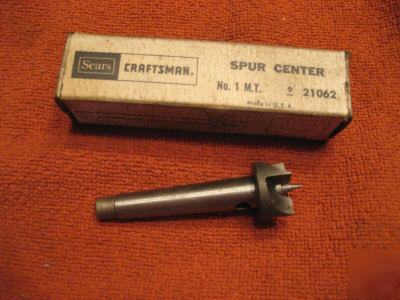 Sears CRAFTSMAN®
SPUR CENTER
No. 1 M.T. 9 21062
Made in U.S.A.